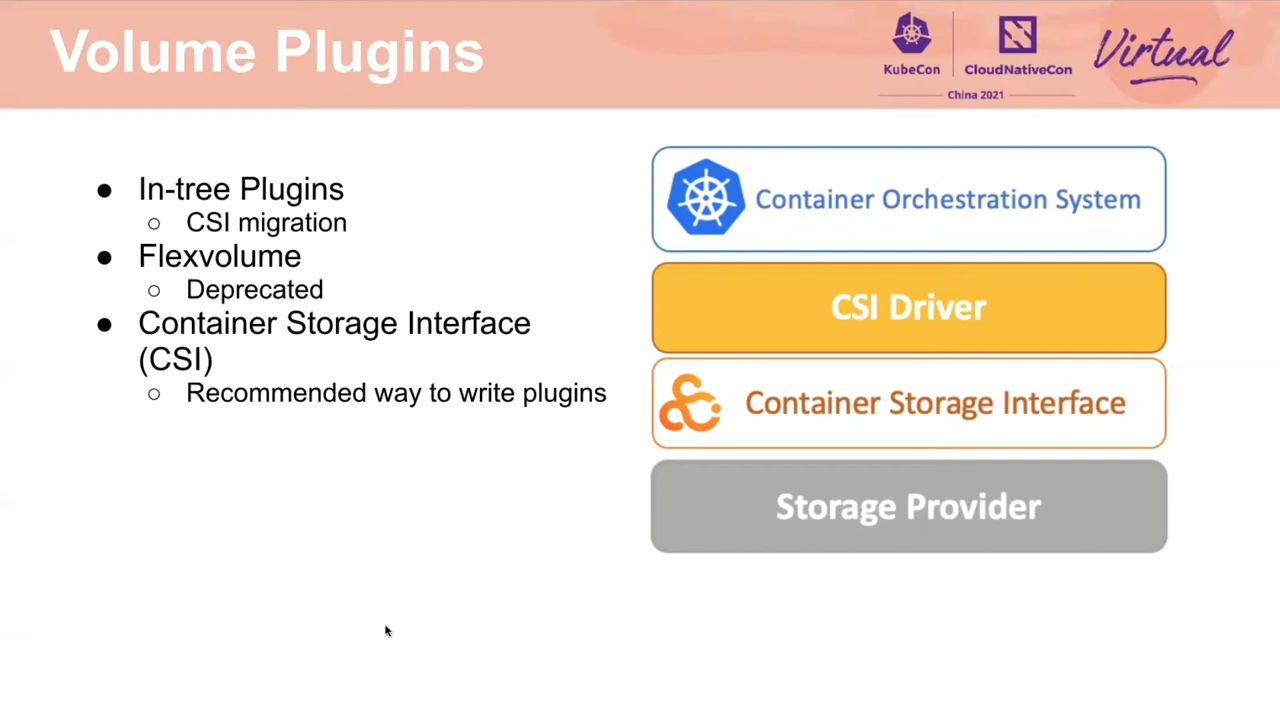 Volume Plugins
KubeCon
CloudNativeCon
China 2021
Virtual
● In-tree Plugins
○ CSI migration
● Flexvolume
○ Deprecated
● Container Storage Interface
(CSI)
○ Recommended way to write plugins
Container Orchestration System
CSI Driver
Container Storage Interface
Storage Provider